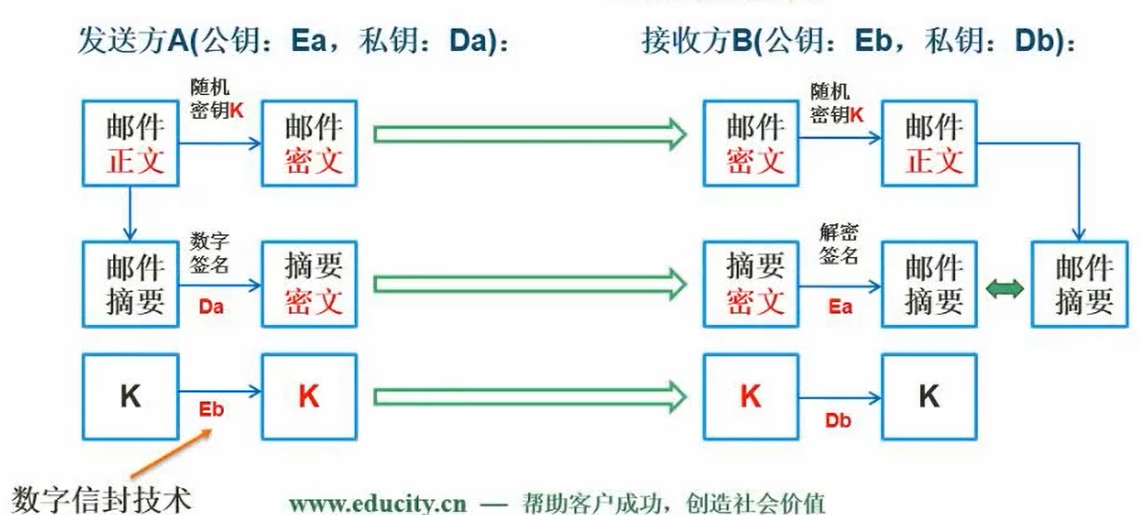 发送方A(公钥：Ea，私钥：Da)：
接收方B(公钥：Eb，私钥：Db)：
随机
密钥K
邮件
正文
邮件
密文
随机
密钥K
邮件
密文
邮件
正文
数字
签名
Da
邮件
摘要
摘要
密文
解密
签名
Ea
摘要
密文
邮件
摘要
邮件
摘要
K
Eb
K
K
Db
K
数字信封技术
www.educity.cn — 帮助客户成功，创造社会价值